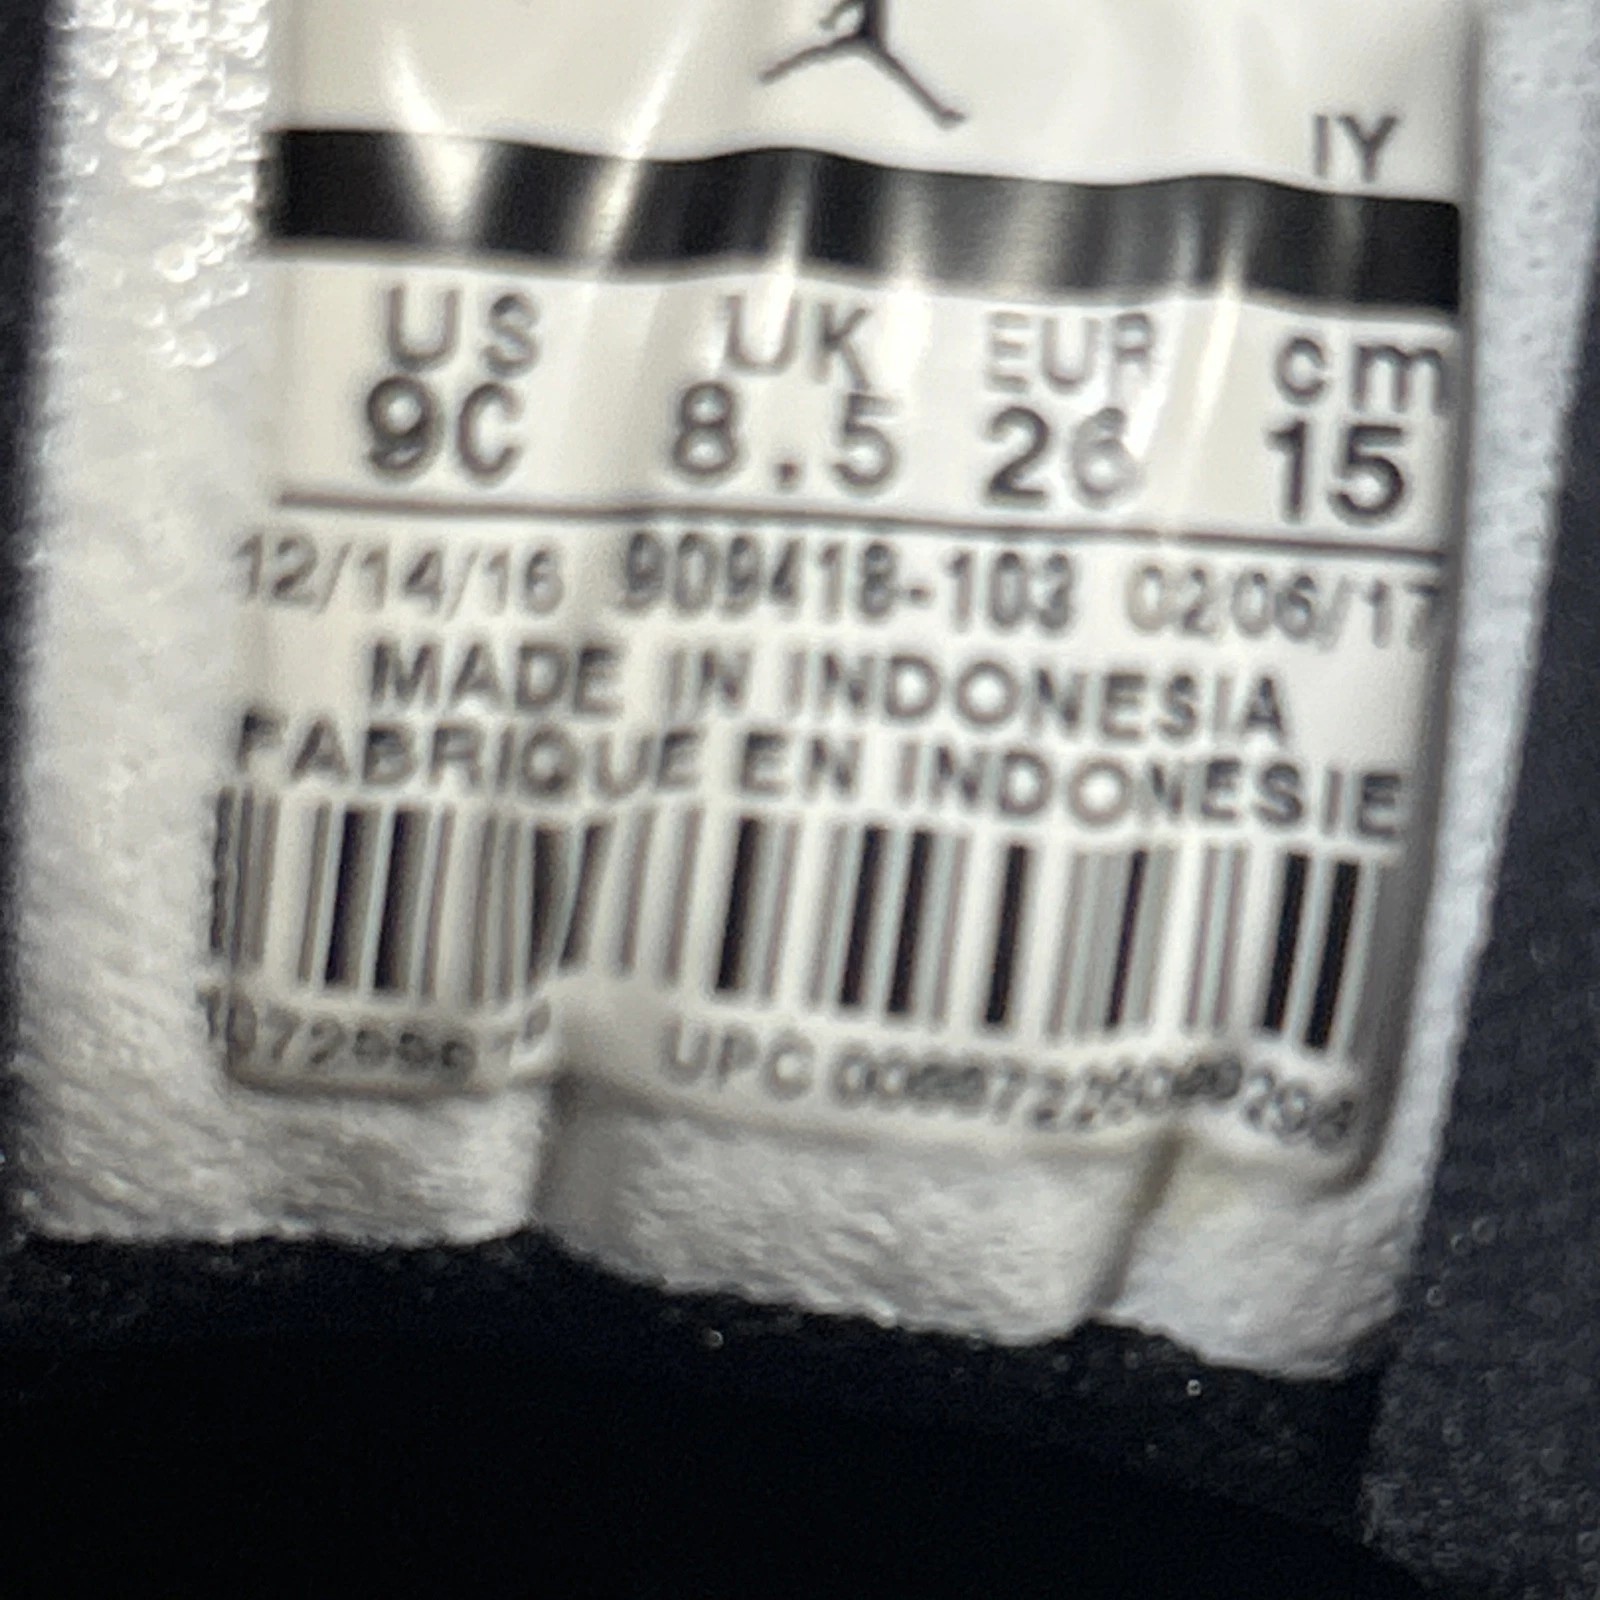 IY
US UK EUR cm
9C 8.5 26 15
12/14/16 909418-103 02/06/17
MADE IN INDONESIA
FABRIQUE EN INDONESIE
UPC